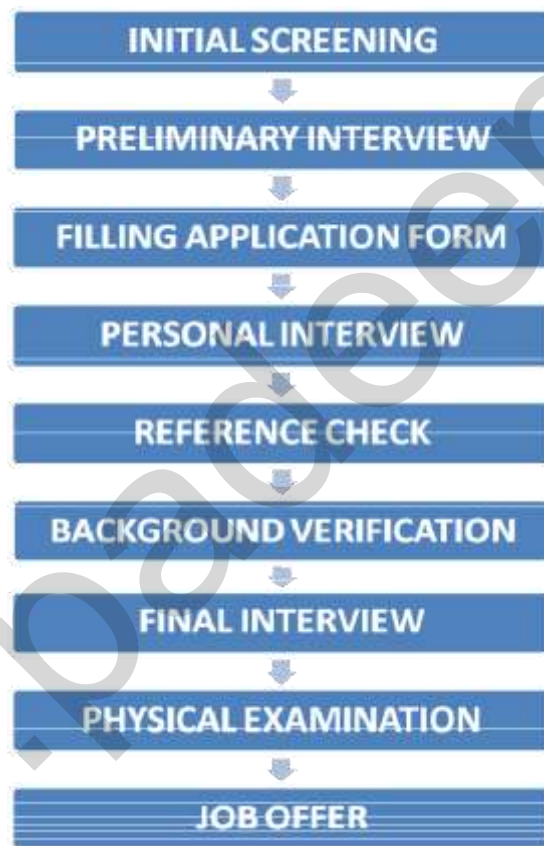 INITIAL SCREENING
PRELIMINARY INTERVIEW
FILLING APPLICATION FORM
PERSONAL INTERVIEW
REFERENCE CHECK
BACKGROUND VERIFICATION
FINAL INTERVIEW
PHYSICAL EXAMINATION
JOB OFFER